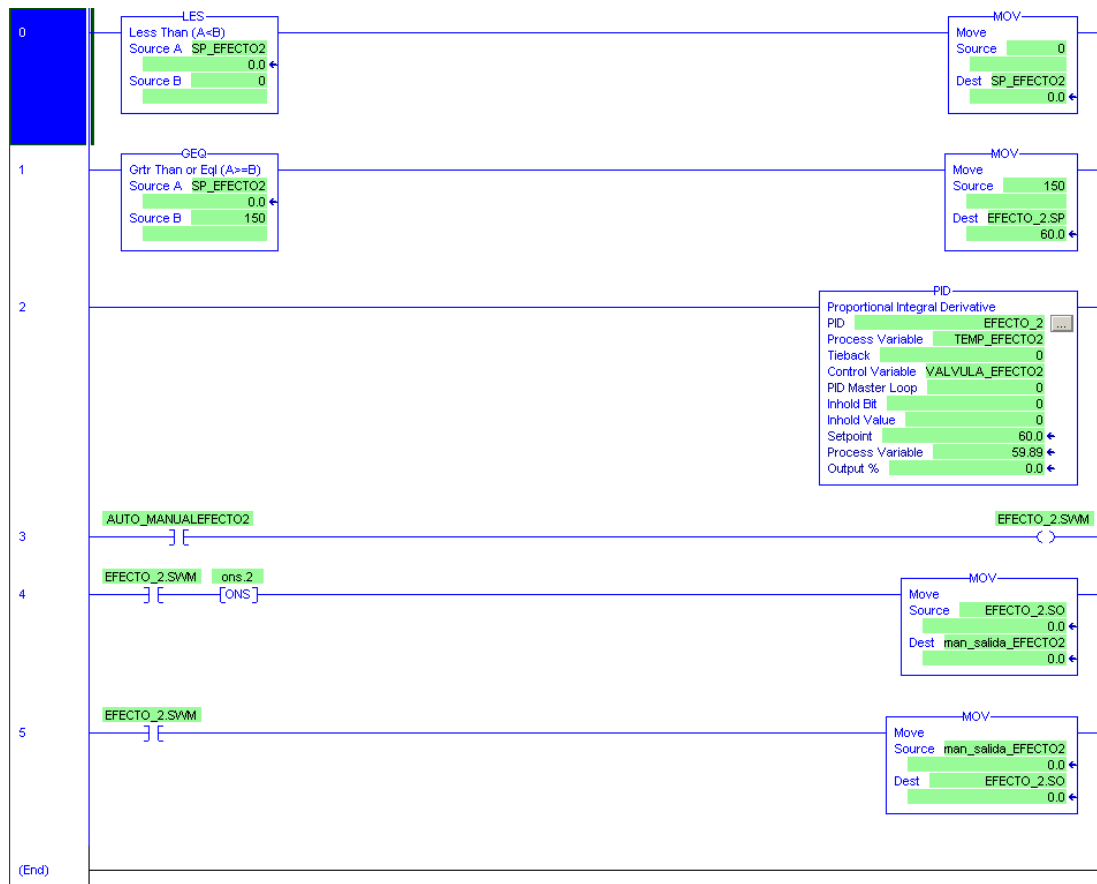 0
LES
Less Than (A<B)
Source A SP_EFECTO2
0.0
Source B 0
MOV
Move
Source 0
Dest SP_EFECTO2
0.0
1
GEQ
Grtr Than or Eql (A>=B)
Source A SP_EFECTO2
0.0
Source B 150
MOV
Move
Source 150
Dest EFECTO_2.SP
60.0
2
PID
Proportional Integral Derivative
PID EFECTO_2 ...
Process Variable TEMP_EFECTO2
Tieback 0
Control Variable VALVULA_EFECTO2
PID Master Loop 0
Inhold Bit 0
Inhold Value 0
Setpoint 60.0
Process Variable 59.89
Output % 0.0
3
AUTO_MANUALEFECTO2
EFECTO_2.SWM
4
EFECTO_2.SWM ons.2
ONS
MOV
Move
Source EFECTO_2.SO
0.0
Dest man_salida_EFECTO2
0.0
5
EFECTO_2.SWM
MOV
Move
Source man_salida_EFECTO2
0.0
Dest EFECTO_2.SO
0.0
(End)